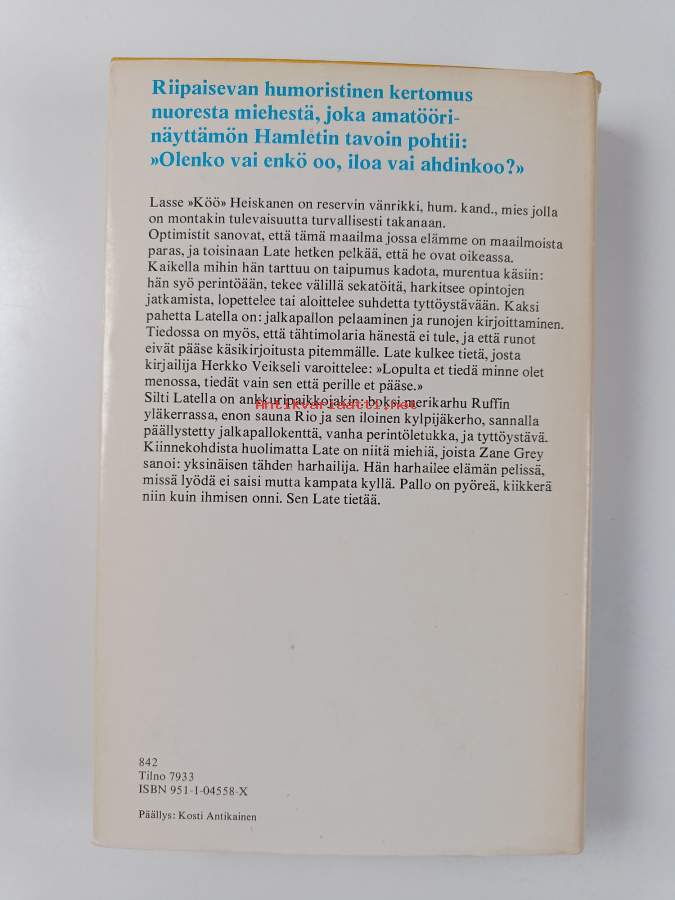 Riipaisevan humoristinen kertomus
nuoresta miehestä, joka amatööri-
näyttämön Hamletin tavoin pohtii:
»Olenko vai enkö oo, iloa vai ahdinkoo?»
Lasse »Köö» Heiskanen on reservin vänrikki, hum. kand., mies jolla
on montakin tulevaisuutta turvallisesti takanaan.
Optimistit sanovat, että tämä maailma jossa elämme on maailmoista
paras, ja toisinaan Late hetken pelkää, että he ovat oikeassa.
Kaikella mihin hän tarttuu on taipumus kadota, murentua käsiin:
hän syö perintöään, tekee välillä sekatöitä, harkitsee opintojen
jatkamista, lopettelee tai aloittelee suhdetta tyttöystävään. Kaksi
pahetta Latella on: jalkapallon pelaaminen ja runojen kirjoittaminen.
Tiedossa on myös, että tähtimolaria hänestä ei tule, ja että runot
eivät pääse käsikirjoitusta pitemmälle. Late kulkee tietä, josta
kirjailija Herkko Veikseli varoittelee: »Lopulta et tiedä minne olet
menossa, tiedät vain sen että perille et pääse.»
Silti Latella on ankkuripaikkojakin: boksi merikarhu Ruffin
Antikvariaatti.net
yläkerrassa, enon sauna Rio ja sen iloinen kylpijäkerho, sannalla
päällystetty jalkapallokenttä, vanha perintöletukka, ja tyttöystävä.
Kiinnekohdista huolimatta Late on niitä miehiä, joista Zane Grey
sanoi: yksinäisen tähden harhailija. Hän harhailee elämän pelissä,
missä lyödä ei saisi mutta kampata kyllä. Pallo on pyöreä, kiikkerä
niin kuin ihmisen onni. Sen Late tietää.
842
Tilno 7933
ISBN 951-1-04558-X
Päällys: Kosti Antikainen